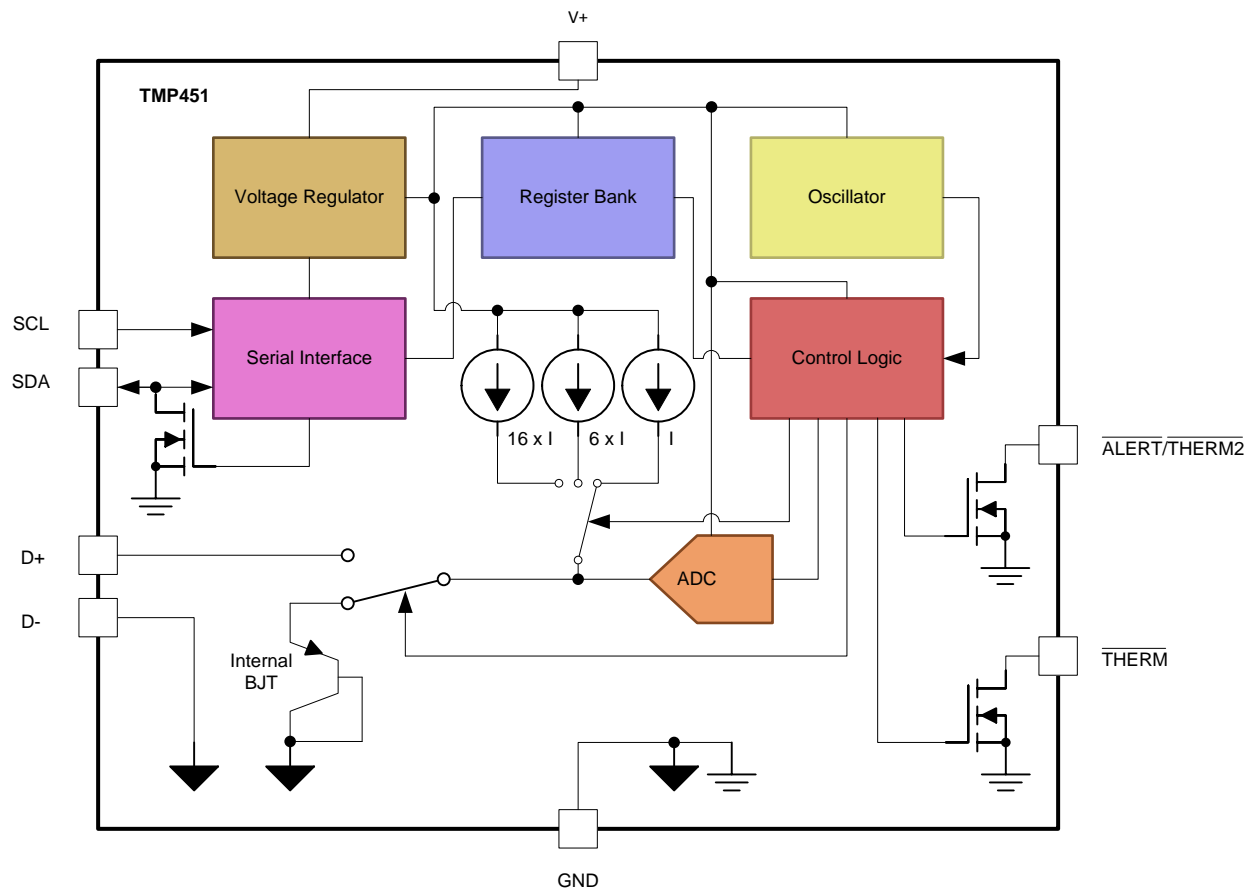 V+
TMP451
Voltage Regulator
Register Bank
Oscillator
SCL
Serial Interface
Control Logic
SDA
16 x I
6 x I
I
ALERT/THERM2
D+
ADC
D-
Internal
BJT
THERM
GND